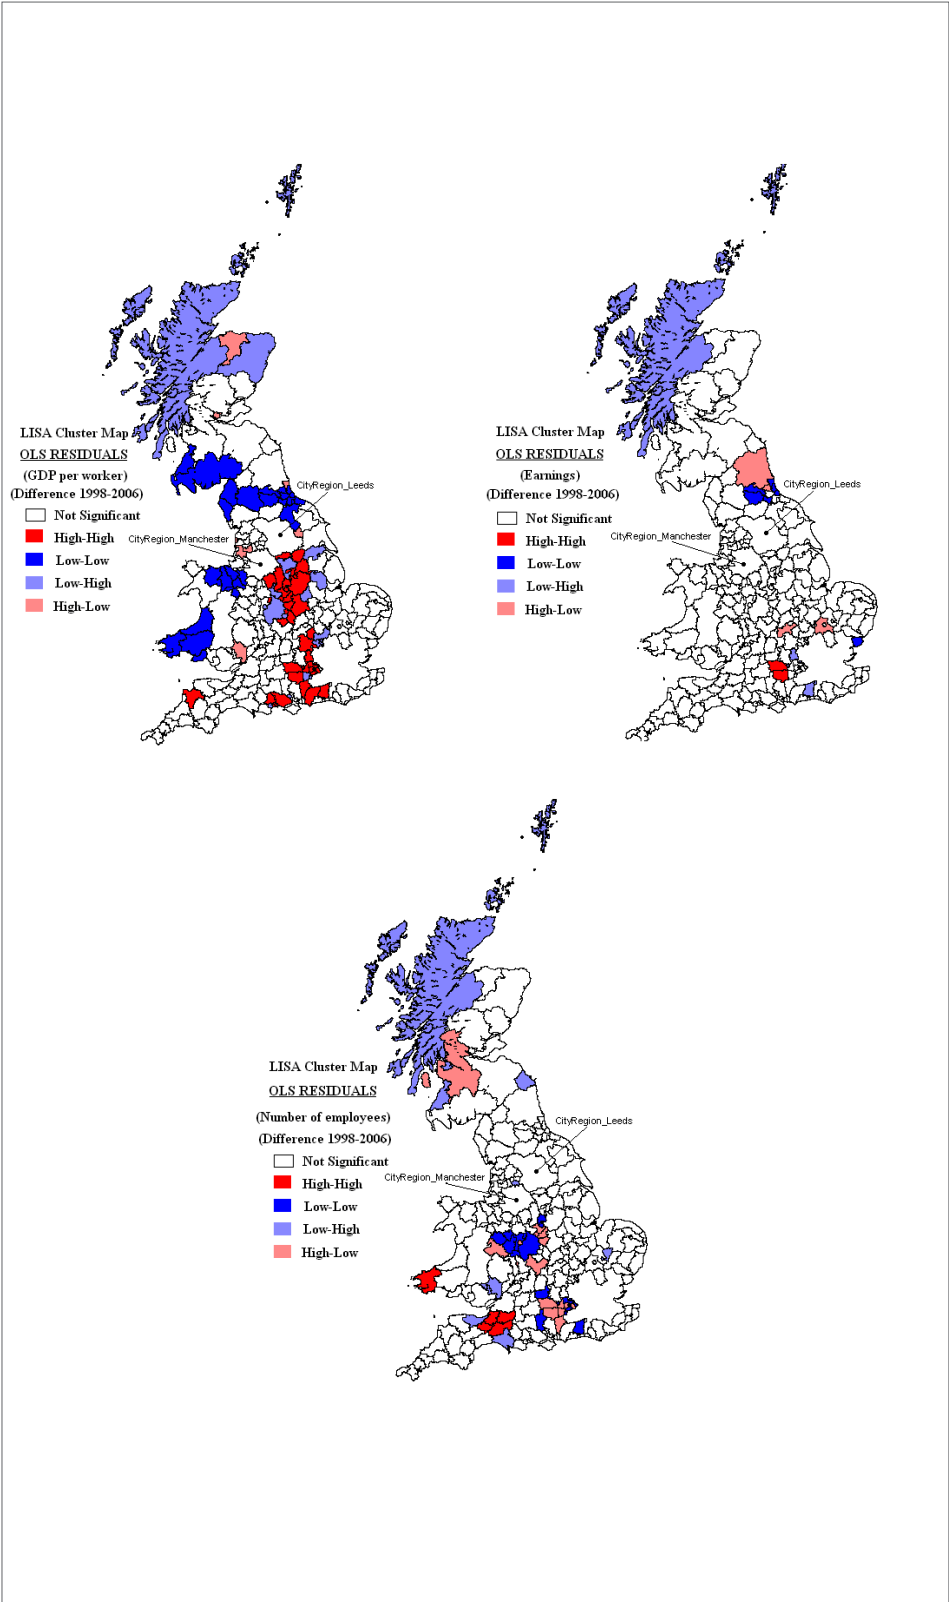 LISA Cluster Map
OLS RESIDUALS
(GDP per worker)
(Difference 1998-2006)
Not Significant
High-High
Low-Low
Low-High
High-Low
CityRegion_Leeds
CityRegion_Manchester
LISA Cluster Map
OLS RESIDUALS
(Earnings)
(Difference 1998-2006)
Not Significant
High-High
Low-Low
Low-High
High-Low
CityRegion_Leeds
CityRegion_Manchester
LISA Cluster Map
OLS RESIDUALS
(Number of employees)
(Difference 1998-2006)
Not Significant
High-High
Low-Low
Low-High
High-Low
CityRegion_Leeds
CityRegion_Manchester